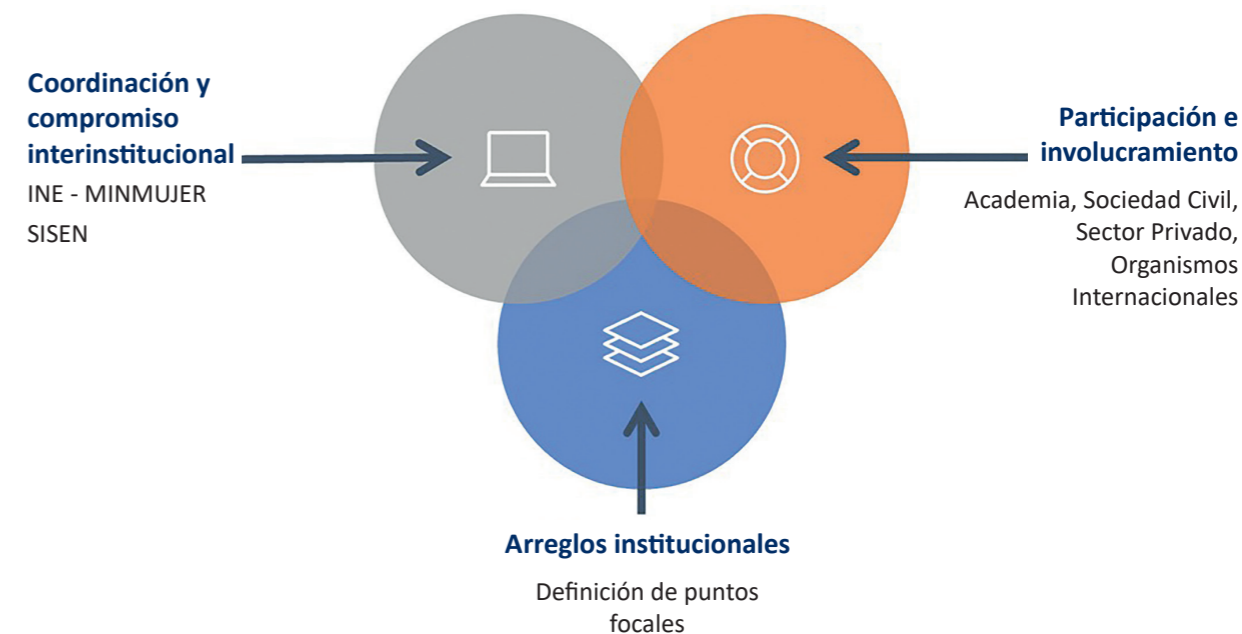 Coordinación y
compromiso
interinstitucional
INE - MINMUJER
SISEN
Participación e
involucramiento
Academia, Sociedad Civil,
Sector Privado,
Organismos
Internacionales
Arreglos institucionales
Definición de puntos
focales